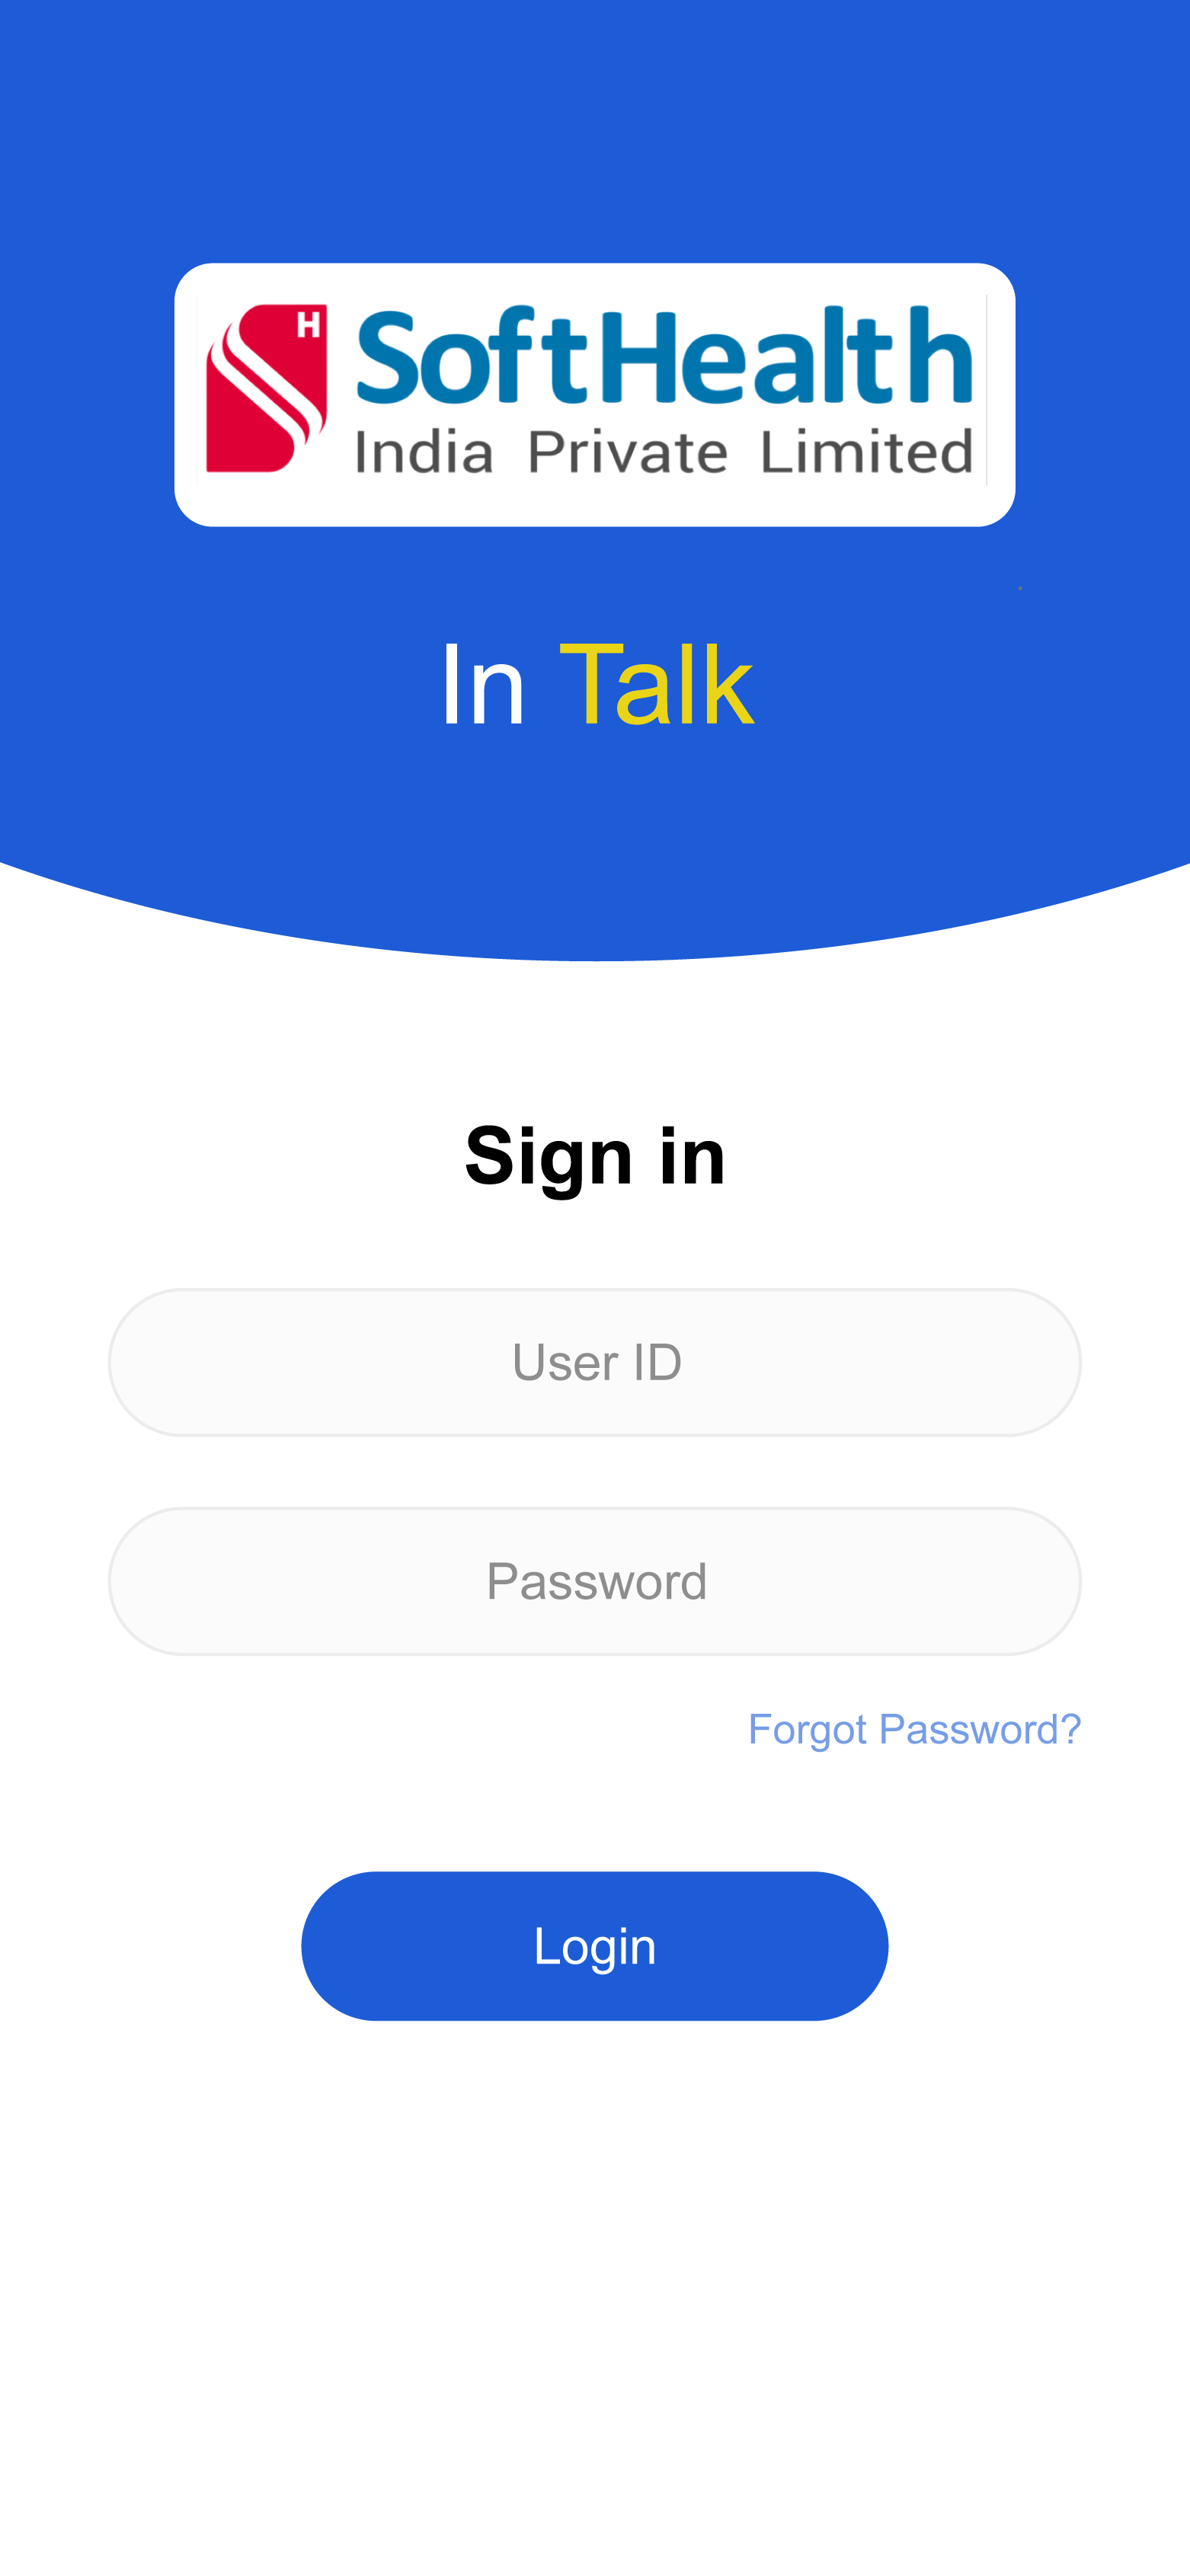 H
SoftHealth
India Private Limited
In Talk
Sign in
User ID
Password
Forgot Password?
Login